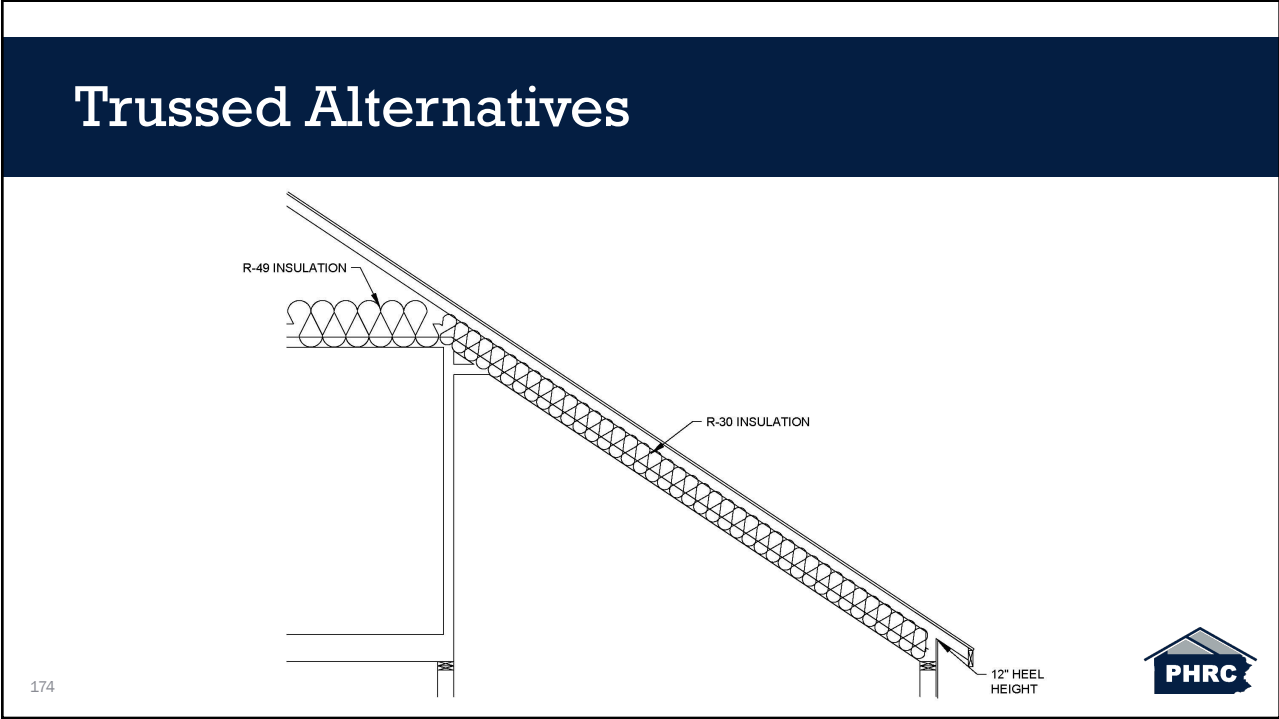 Trussed Alternatives
R-49 INSULATION
R-30 INSULATION
12" HEEL
HEIGHT
174
PHRC